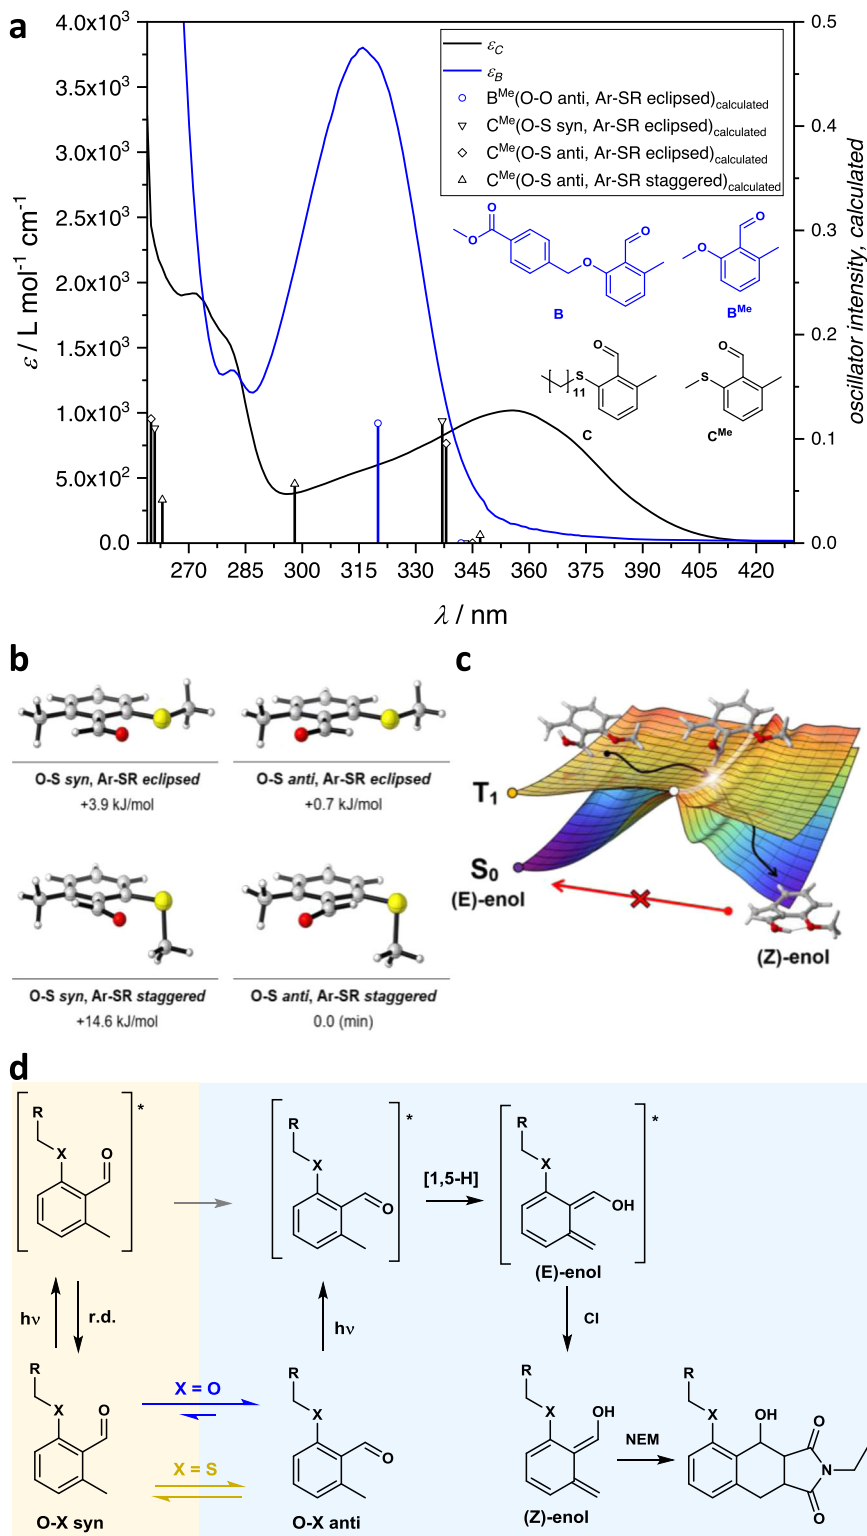 a
4.0x10³
3.5x10³
3.0x10³
2.5x10³
2.0x10³
1.5x10³
1.0x10³
5.0x10²
0.0
ε / L mol⁻¹ cm⁻¹
0.5
0.4
0.3
0.2
0.1
0.0
oscillator intensity, calculated
270 285 300 315 330 345 360 375 390 405 420
λ / nm
ε_C
ε_B
B^Me(O-O anti, Ar-SR eclipsed)calculated
C^Me(O-S syn, Ar-SR eclipsed)calculated
C^Me(O-S anti, Ar-SR eclipsed)calculated
C^Me(O-S anti, Ar-SR staggered)calculated
O
O
O
O
B
O
O
B^Me
O
S
11
C
O
S
C^Me
b
O-S syn, Ar-SR eclipsed
+3.9 kJ/mol
O-S anti, Ar-SR eclipsed
+0.7 kJ/mol
O-S syn, Ar-SR staggered
+14.6 kJ/mol
O-S anti, Ar-SR staggered
0.0 (min)
c
T₁
S₀
(E)-enol
(Z)-enol
d
R
X
O
*
R
X
O
*
[1,5-H]
R
X
OH
(E)-enol
*
hν
r.d.
hν
CI
R
X
O
O-X syn
X = O
X = S
R
X
O
O-X anti
R
X
OH
(Z)-enol
NEM
R
X
OH
O
N
O